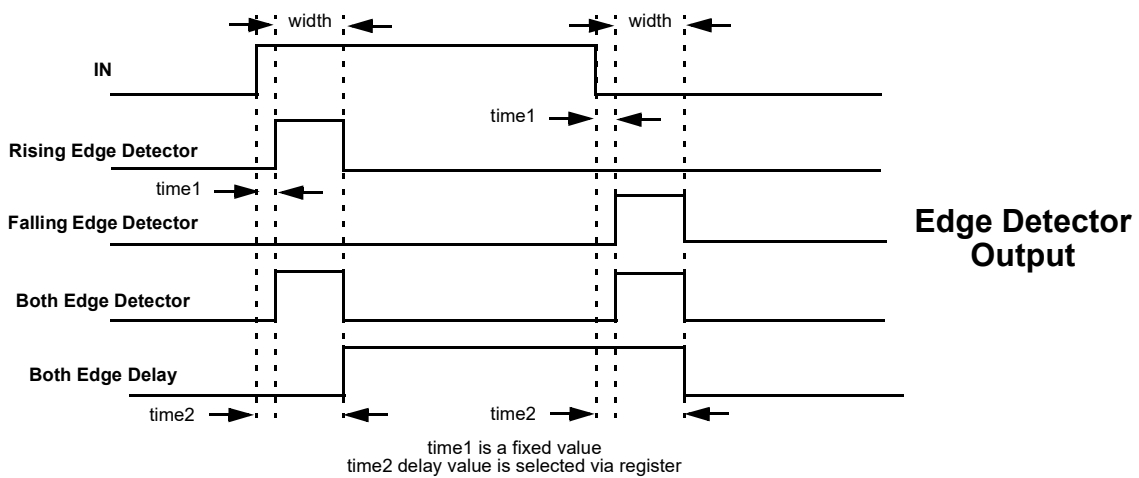 width
width
IN
time1
Rising Edge Detector
time1
Falling Edge Detector
Edge Detector
Output
Both Edge Detector
Both Edge Delay
time2
time2
time1 is a fixed value
time2 delay value is selected via register